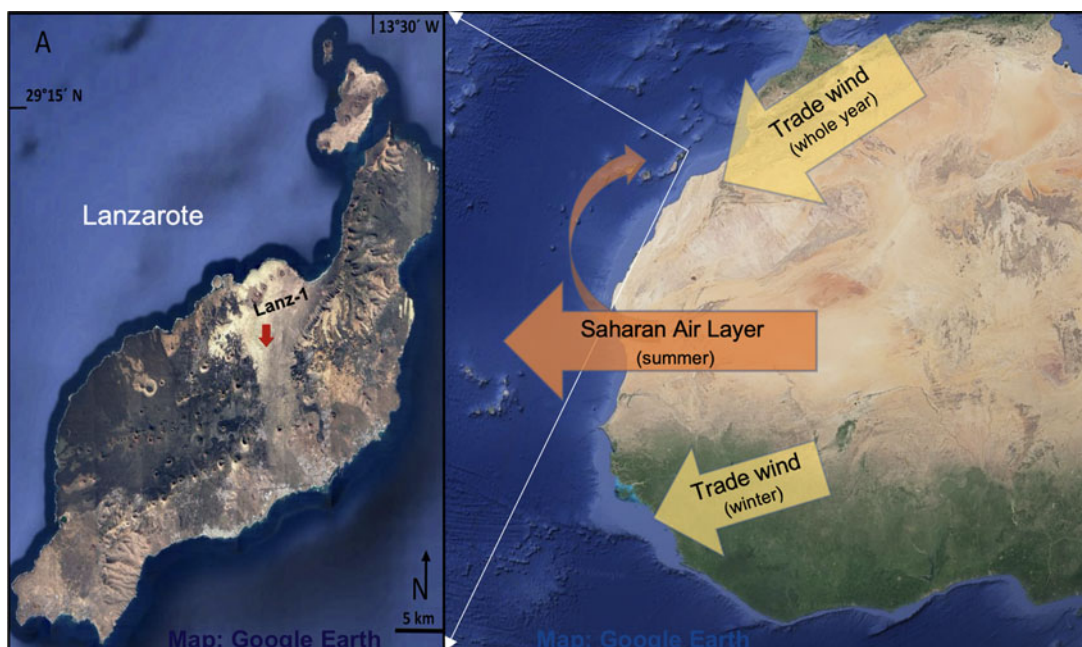 A
13°30´ W
29°15´ N
Lanzarote
Lanz-1
N
5 km
Map: Google Earth
Trade wind
(whole year)
Saharan Air Layer
(summer)
Trade wind
(winter)
Map: Google Earth